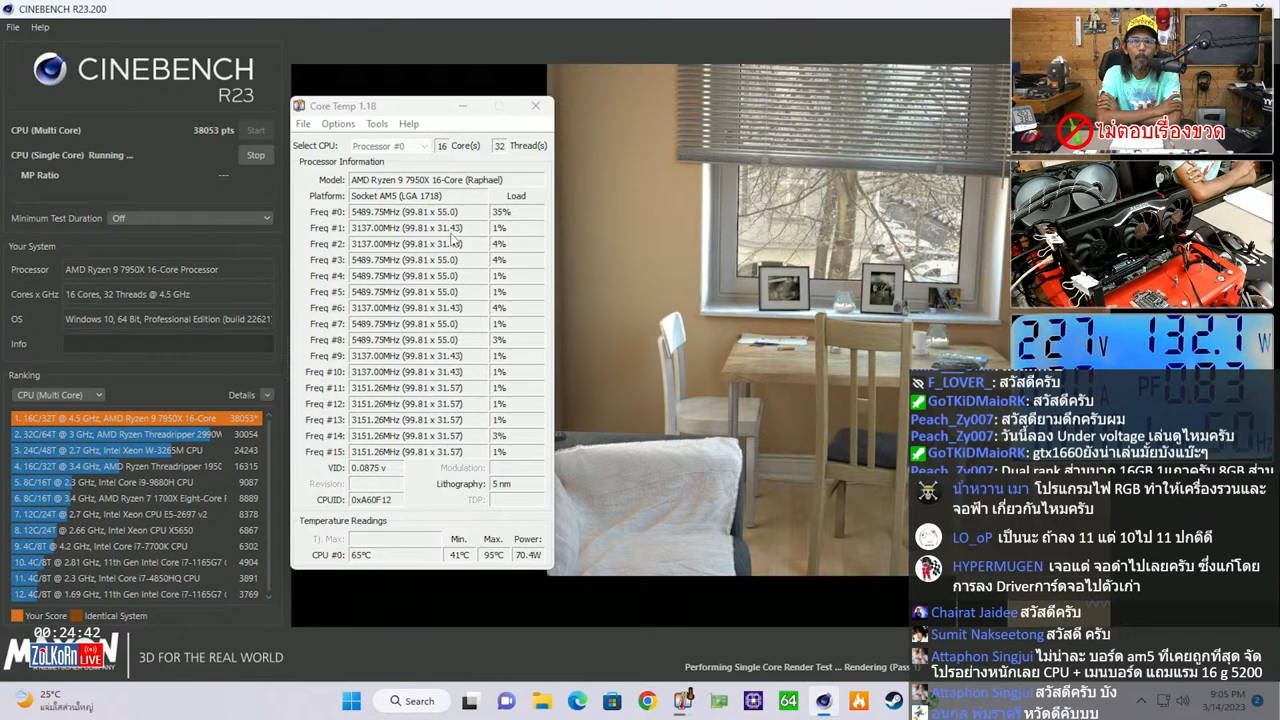 CINEBENCH R23.200
File Help
CINEBENCH
R23
CPU (Multi Core) 38053 pts Start
CPU (Single Core) Running ... Stop
MP Ratio ---
Minimum Test Duration Off
Your System
Processor AMD Ryzen 9 7950X 16-Core Processor
Cores x GHz 16 Cores, 32 Threads @ 4.5 GHz
OS Windows 10, 64 Bit, Professional Edition (build 22621
Info
Ranking
CPU (Multi Core) Details
1. 16C/32T @ 4.5 GHz, AMD Ryzen 9 7950X 16-Core 38053*
2. 32C/64T @ 3 GHz, AMD Ryzen Threadripper 2990W 30054
3. 24C/48T @ 2.7 GHz, Intel Xeon W-3265M CPU 24243
4. 16C/32T @ 3.4 GHz, AMD Ryzen Threadripper 1950 16315
5. 8C/16T @ 2.3 GHz, Intel Core i9-9880H CPU 9087
6. 8C/16T @ 3.4 GHz, AMD Ryzen 7 1700X Eight-Core F 8889
7. 12C/24T @ 2.7 GHz, Intel Xeon CPU E5-2697 v2 8378
8. 12C/24T @ 2.66 GHz, Intel Xeon CPU X5650 6867
9. 4C/8T @ 4.2 GHz, Intel Core i7-7700K CPU 6302
10. 4C/8T @ 2.81 GHz, 11th Gen Intel Core i7-1165G7 4904
11. 4C/8T @ 2.3 GHz, Intel Core i7-4850HQ CPU 3891
12. 4C/8T @ 1.69 GHz, 11th Gen Intel Core i7-1165G7 3769
Your Score Identical System
00:24:42
ZoLKoRn LIVE
3D FOR THE REAL WORLD
Performing Single Core Render Test ... Rendering (Pass
Core Temp 1.18
File Options Tools Help
Select CPU: Processor #0 16 Core(s) 32 Thread(s)
Processor Information
Model: AMD Ryzen 9 7950X 16-Core (Raphael)
Platform: Socket AM5 (LGA 1718) Load
Freq #0: 5489.75MHz (99.81 x 55.0) 35%
Freq #1: 3137.00MHz (99.81 x 31.43) 1%
Freq #2: 3137.00MHz (99.81 x 31.43) 4%
Freq #3: 5489.75MHz (99.81 x 55.0) 4%
Freq #4: 5489.75MHz (99.81 x 55.0) 1%
Freq #5: 5489.75MHz (99.81 x 55.0) 1%
Freq #6: 3137.00MHz (99.81 x 31.43) 4%
Freq #7: 5489.75MHz (99.81 x 55.0) 1%
Freq #8: 5489.75MHz (99.81 x 55.0) 3%
Freq #9: 3137.00MHz (99.81 x 31.43) 1%
Freq #10: 3137.00MHz (99.81 x 31.43) 1%
Freq #11: 3151.26MHz (99.81 x 31.57) 1%
Freq #12: 3151.26MHz (99.81 x 31.57) 1%
Freq #13: 3151.26MHz (99.81 x 31.57) 1%
Freq #14: 3151.26MHz (99.81 x 31.57) 3%
Freq #15: 3151.26MHz (99.81 x 31.57) 1%
VID: 0.0875 v Modulation:
Revision: Lithography: 5 nm
CPUID: 0xA60F12 TDP:
Temperature Readings
Tj. Max: Min. Max. Power:
CPU #0: 65°C 41°C 95°C 70.4W
ไม่ตอบเรื่องขวด
227 V 132.7 W
PF 0.83
F_LOVER_: สวัสดีครับ
GoTKiDMaioRK: สวัสดีครับ
Peach_Zy007: สวัสดียามดึกครับผม
Peach_Zy007: วันนี้ลอง Under voltage เล่นดูไหมครับ
GoTKiDMaioRK: gtx1660ยังน่าเล่นมั้ยบังแบ๊ะๆ
น้ำหวาน เมา โปรแกรมไฟ RGB ทำให้เครื่องรวนและ
จอฟ้า เกี่ยวกันไหมครับ
LO_oP เป็นนะ ถ้าลง 11 แต่ 10ไป 11 ปกติดี
HYPERMUGEN เจอแต่ จอดำไปเลยครับ ซึ่งแก้โดย
การลง Driverการ์ดจอไปตัวเก่า
Chairat Jaidee สวัสดีครับ
Sumit Nakseetong สวัสดี ครับ
Attaphon Singjui ไม่น่าละ บอร์ด am5 ที่เคยถูกที่สุด จัด
โปรอย่างหนักเลย CPU + เมนบอร์ด แถมแรม 16 g 5200
Attaphon Singjui สวัสดีครับ บัง
หวัดดีคับบบ
25°C
Search
64
9:05 PM
3/14/2023
2